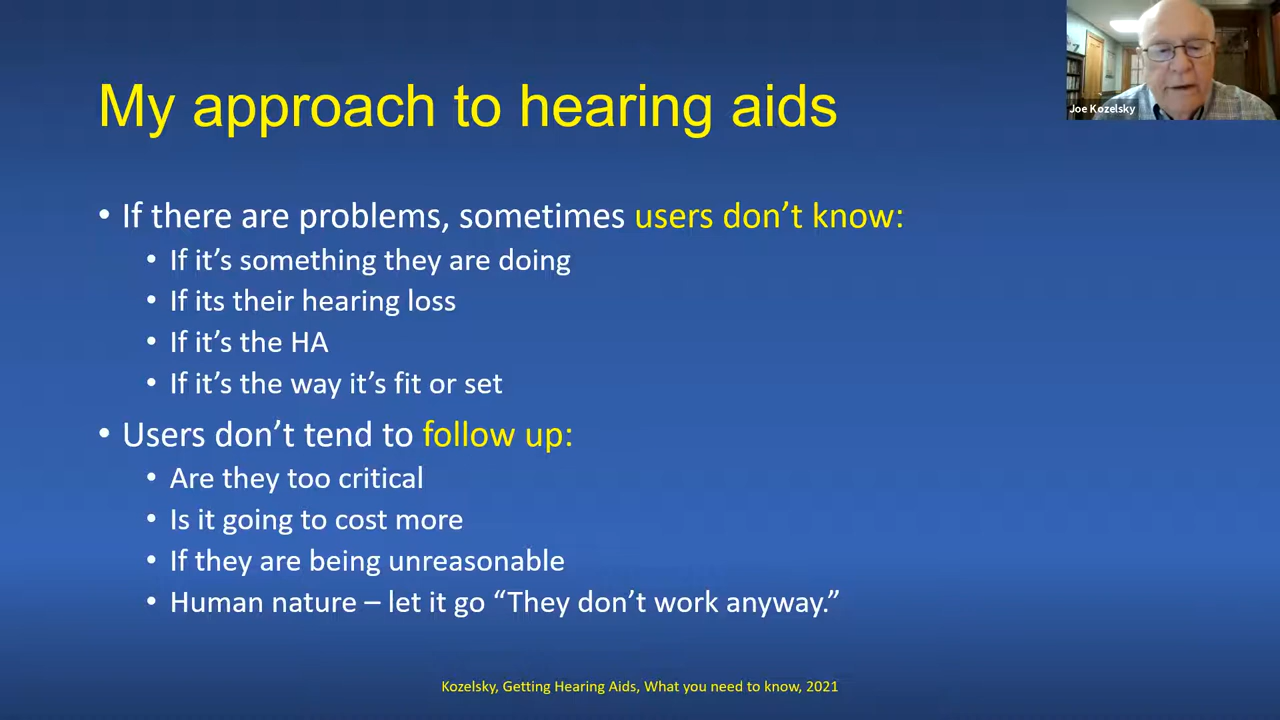 My approach to hearing aids
Joe Kozelsky
• If there are problems, sometimes users don’t know:
• If it’s something they are doing
• If its their hearing loss
• If it’s the HA
• If it’s the way it’s fit or set
• Users don’t tend to follow up:
• Are they too critical
• Is it going to cost more
• If they are being unreasonable
• Human nature – let it go “They don’t work anyway.”
Kozelsky, Getting Hearing Aids, What you need to know, 2021